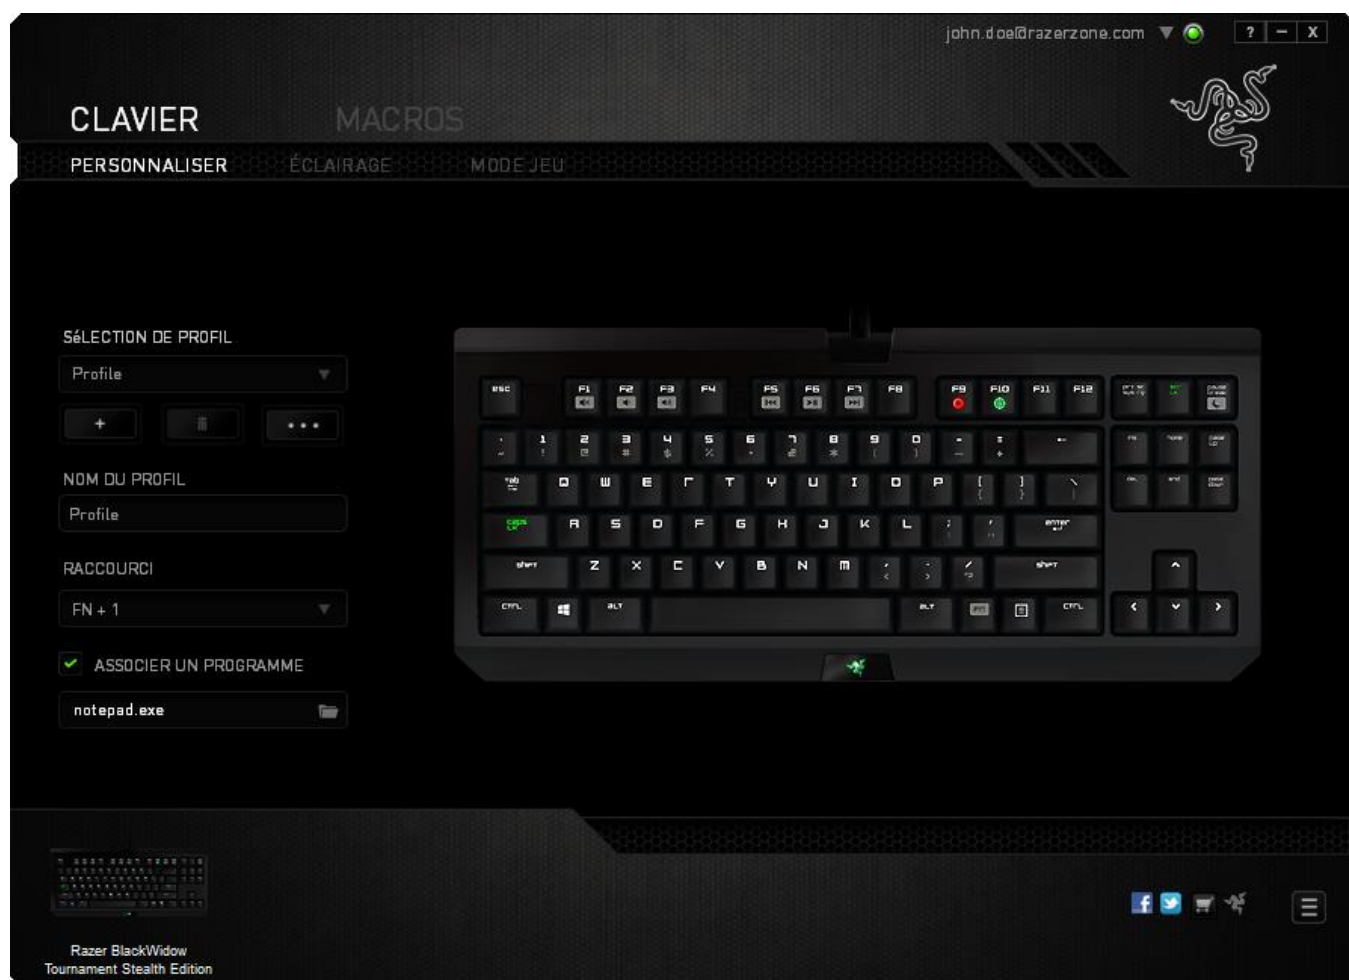 john.doe@razerzone.com
? – X
CLAVIER MACROS
PERSONNALISER ÉCLAIRAGE MODE JEU
SéLECTION DE PROFIL
Profile
+ •••
NOM DU PROFIL
Profile
RACCOURCI
FN + 1
ASSOCIER UN PROGRAMME
notepad.exe
esc F1 F2 F3 F4 F5 F6 F7 F8 F9 F10 F11 F12
1 2 3 4 5 6 7 8 9 0
tab Q W E R T Y U I O P [ ] \
caps A S D F G H J K L ; ' enter
shift Z X C V B N M shift
CTRL ALT ALT CTRL
Razer BlackWidow
Tournament Stealth Edition